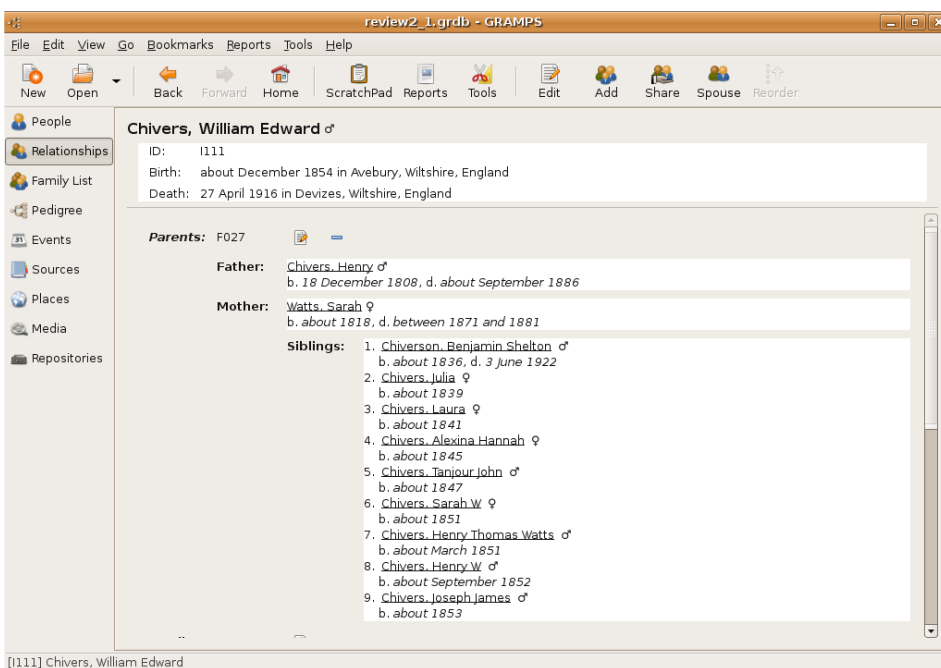 review2_1.grdb - GRAMPS
File Edit View Go Bookmarks Reports Tools Help
New Open Back Forward Home ScratchPad Reports Tools Edit Add Share Spouse Reorder
People
Relationships
Family List
Pedigree
Events
Sources
Places
Media
Repositories
Chivers, William Edward ♂
ID: I111
Birth: about December 1854 in Avebury, Wiltshire, England
Death: 27 April 1916 in Devizes, Wiltshire, England
Parents: F027
Father: Chivers, Henry ♂
b. 18 December 1808, d. about September 1886
Mother: Watts, Sarah ♀
b. about 1818, d. between 1871 and 1881
Siblings: 1. Chiverson, Benjamin Shelton ♂
b. about 1836, d. 3 June 1922
2. Chivers, Julia ♀
b. about 1839
3. Chivers, Laura ♀
b. about 1841
4. Chivers, Alexina Hannah ♀
b. about 1845
5. Chivers, Tanjour John ♂
b. about 1847
6. Chivers, Sarah W ♀
b. about 1851
7. Chivers, Henry Thomas Watts ♂
b. about March 1851
8. Chivers, Henry W ♂
b. about September 1852
9. Chivers, Joseph James ♂
b. about 1853
[I111] Chivers, William Edward